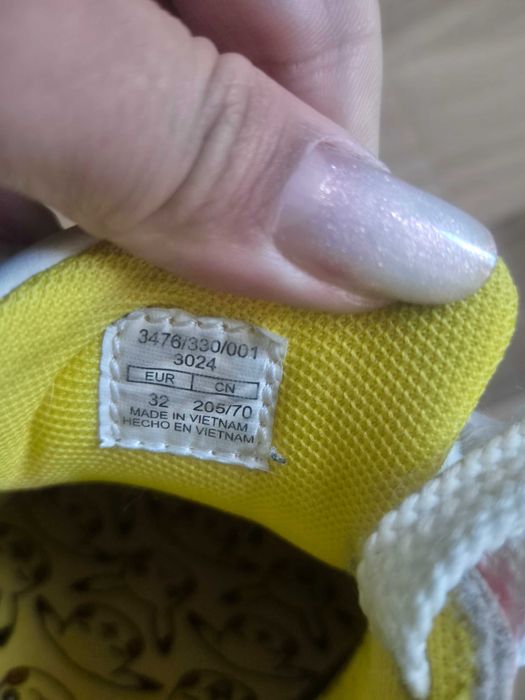 3476/330/001
3024
EUR CN
32 205/70
MADE IN VIETNAM
HECHO EN VIETNAM